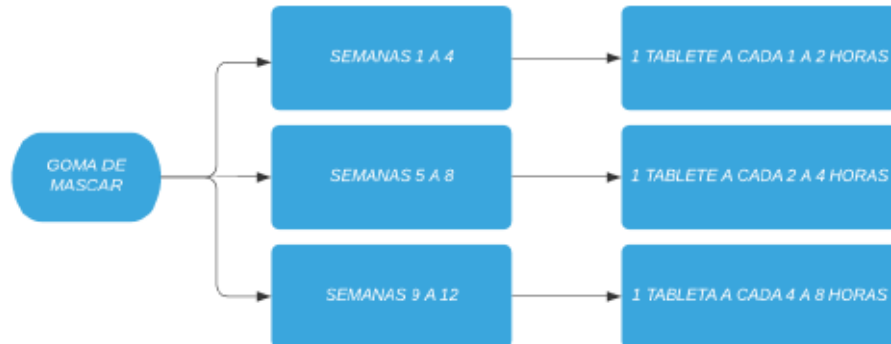 GOMA DE
MASCAR
SEMANAS 1 A 4
1 TABLETE A CADA 1 A 2 HORAS
SEMANAS 5 A 8
1 TABLETE A CADA 2 A 4 HORAS
SEMANAS 9 A 12
1 TABLETA A CADA 4 A 8 HORAS